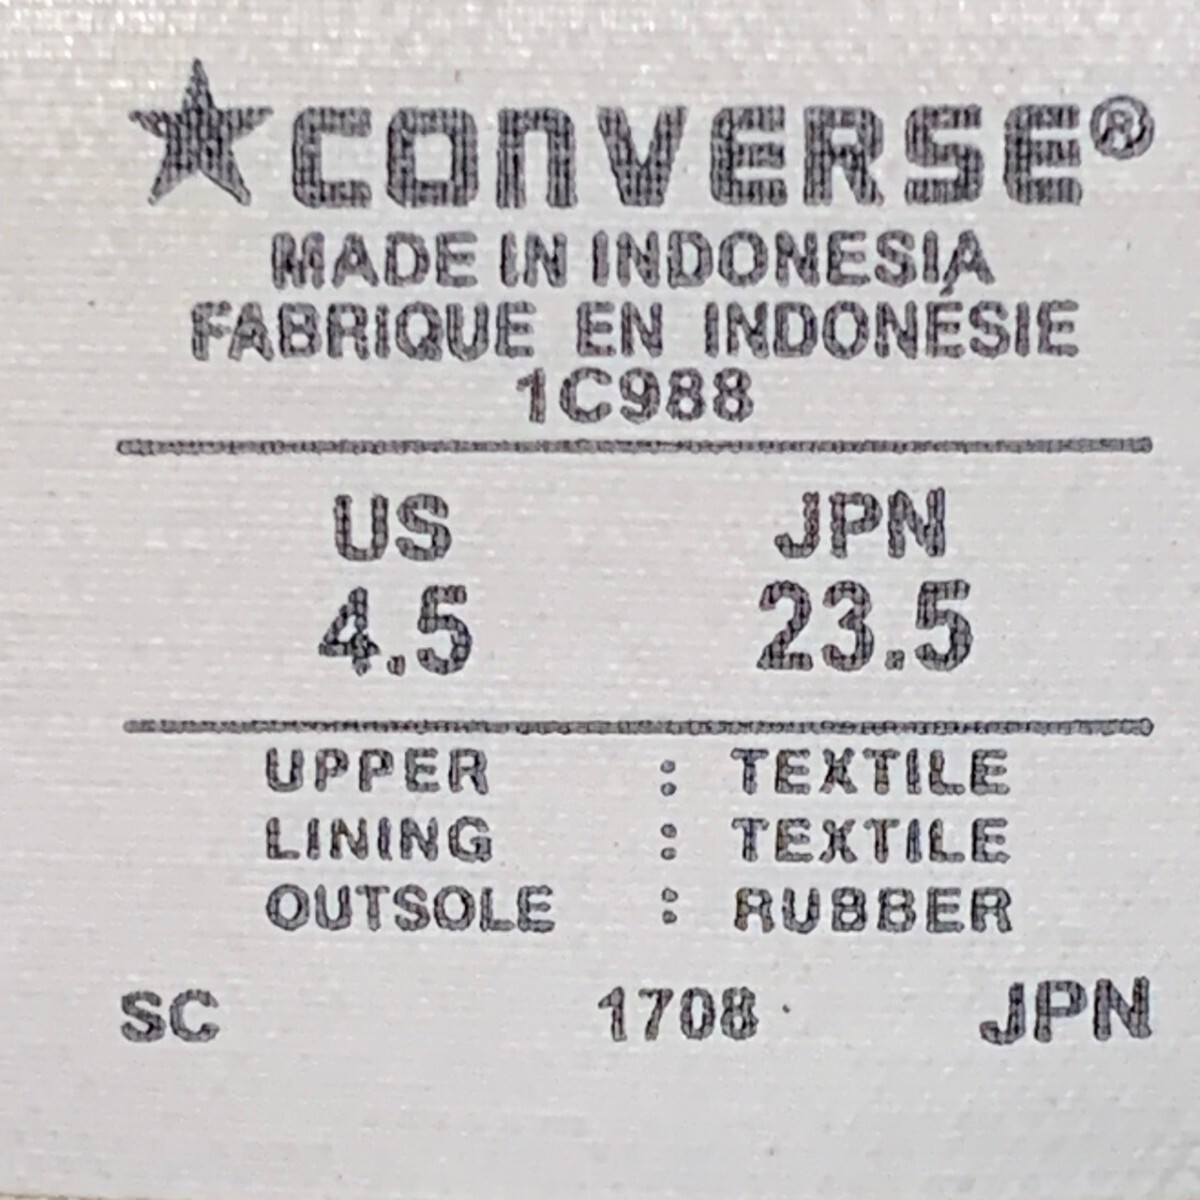 ★CONVERSE®
MADE IN INDONESIA
FABRIQUE EN INDONÉSIE
1C988
US JPN
4.5 23.5
UPPER : TEXTILE
LINING : TEXTILE
OUTSOLE : RUBBER
SC 1708 JPN